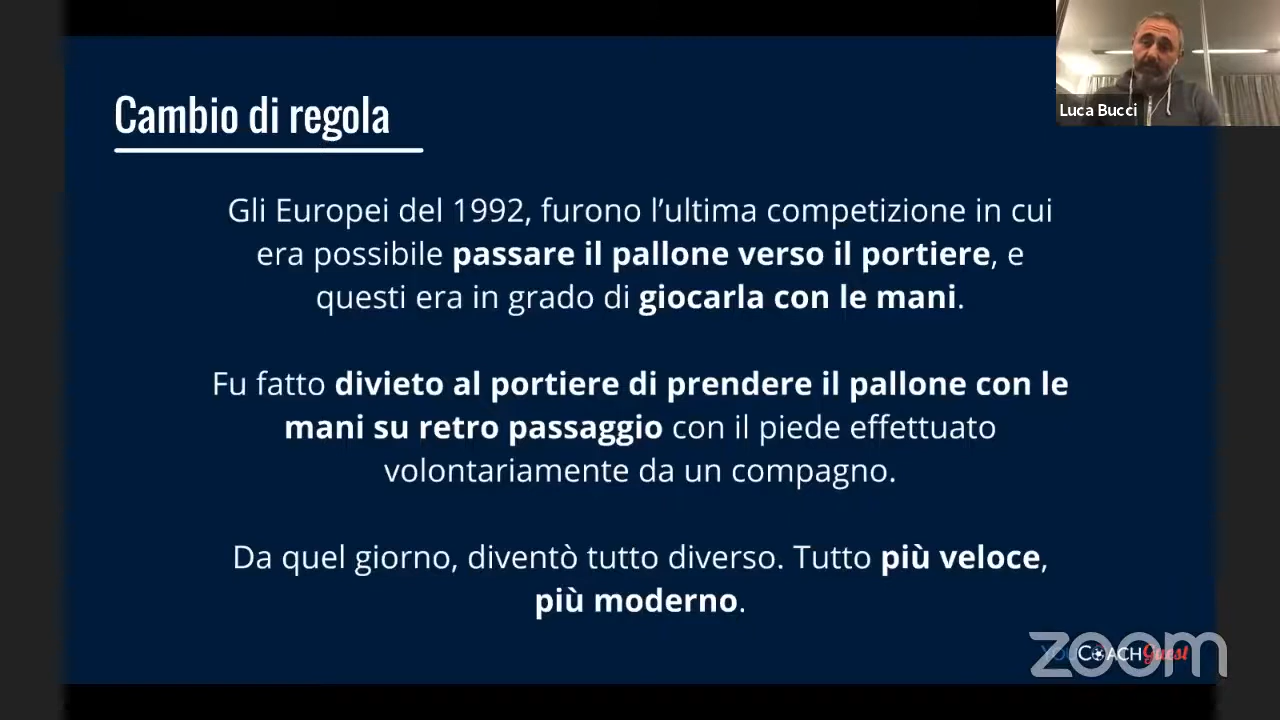 Cambio di regola
Luca Bucci
Gli Europei del 1992, furono l’ultima competizione in cui
era possibile passare il pallone verso il portiere, e
questi era in grado di giocarla con le mani.
Fu fatto divieto al portiere di prendere il pallone con le
mani su retro passaggio con il piede effettuato
volontariamente da un compagno.
Da quel giorno, diventò tutto diverso. Tutto più veloce,
più moderno.
YOUCOACHGuest
zoom